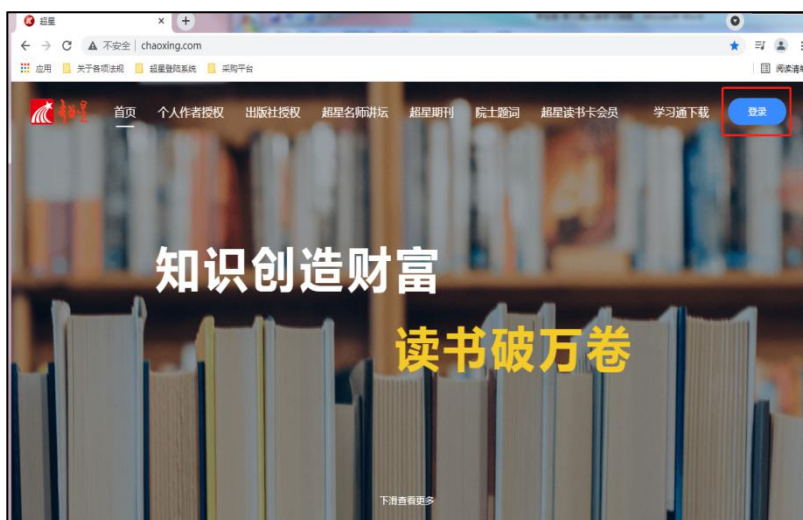 超星
不安全 | chaoxing.com
应用 关于各项法规 超星登陆系统 采购平台 阅读清单
超星 首页 个人作者授权 出版社授权 超星名师讲坛 超星期刊 院士题词 超星读书卡会员 学习通下载 登录
知识创造财富
读书破万卷
下滑查看更多